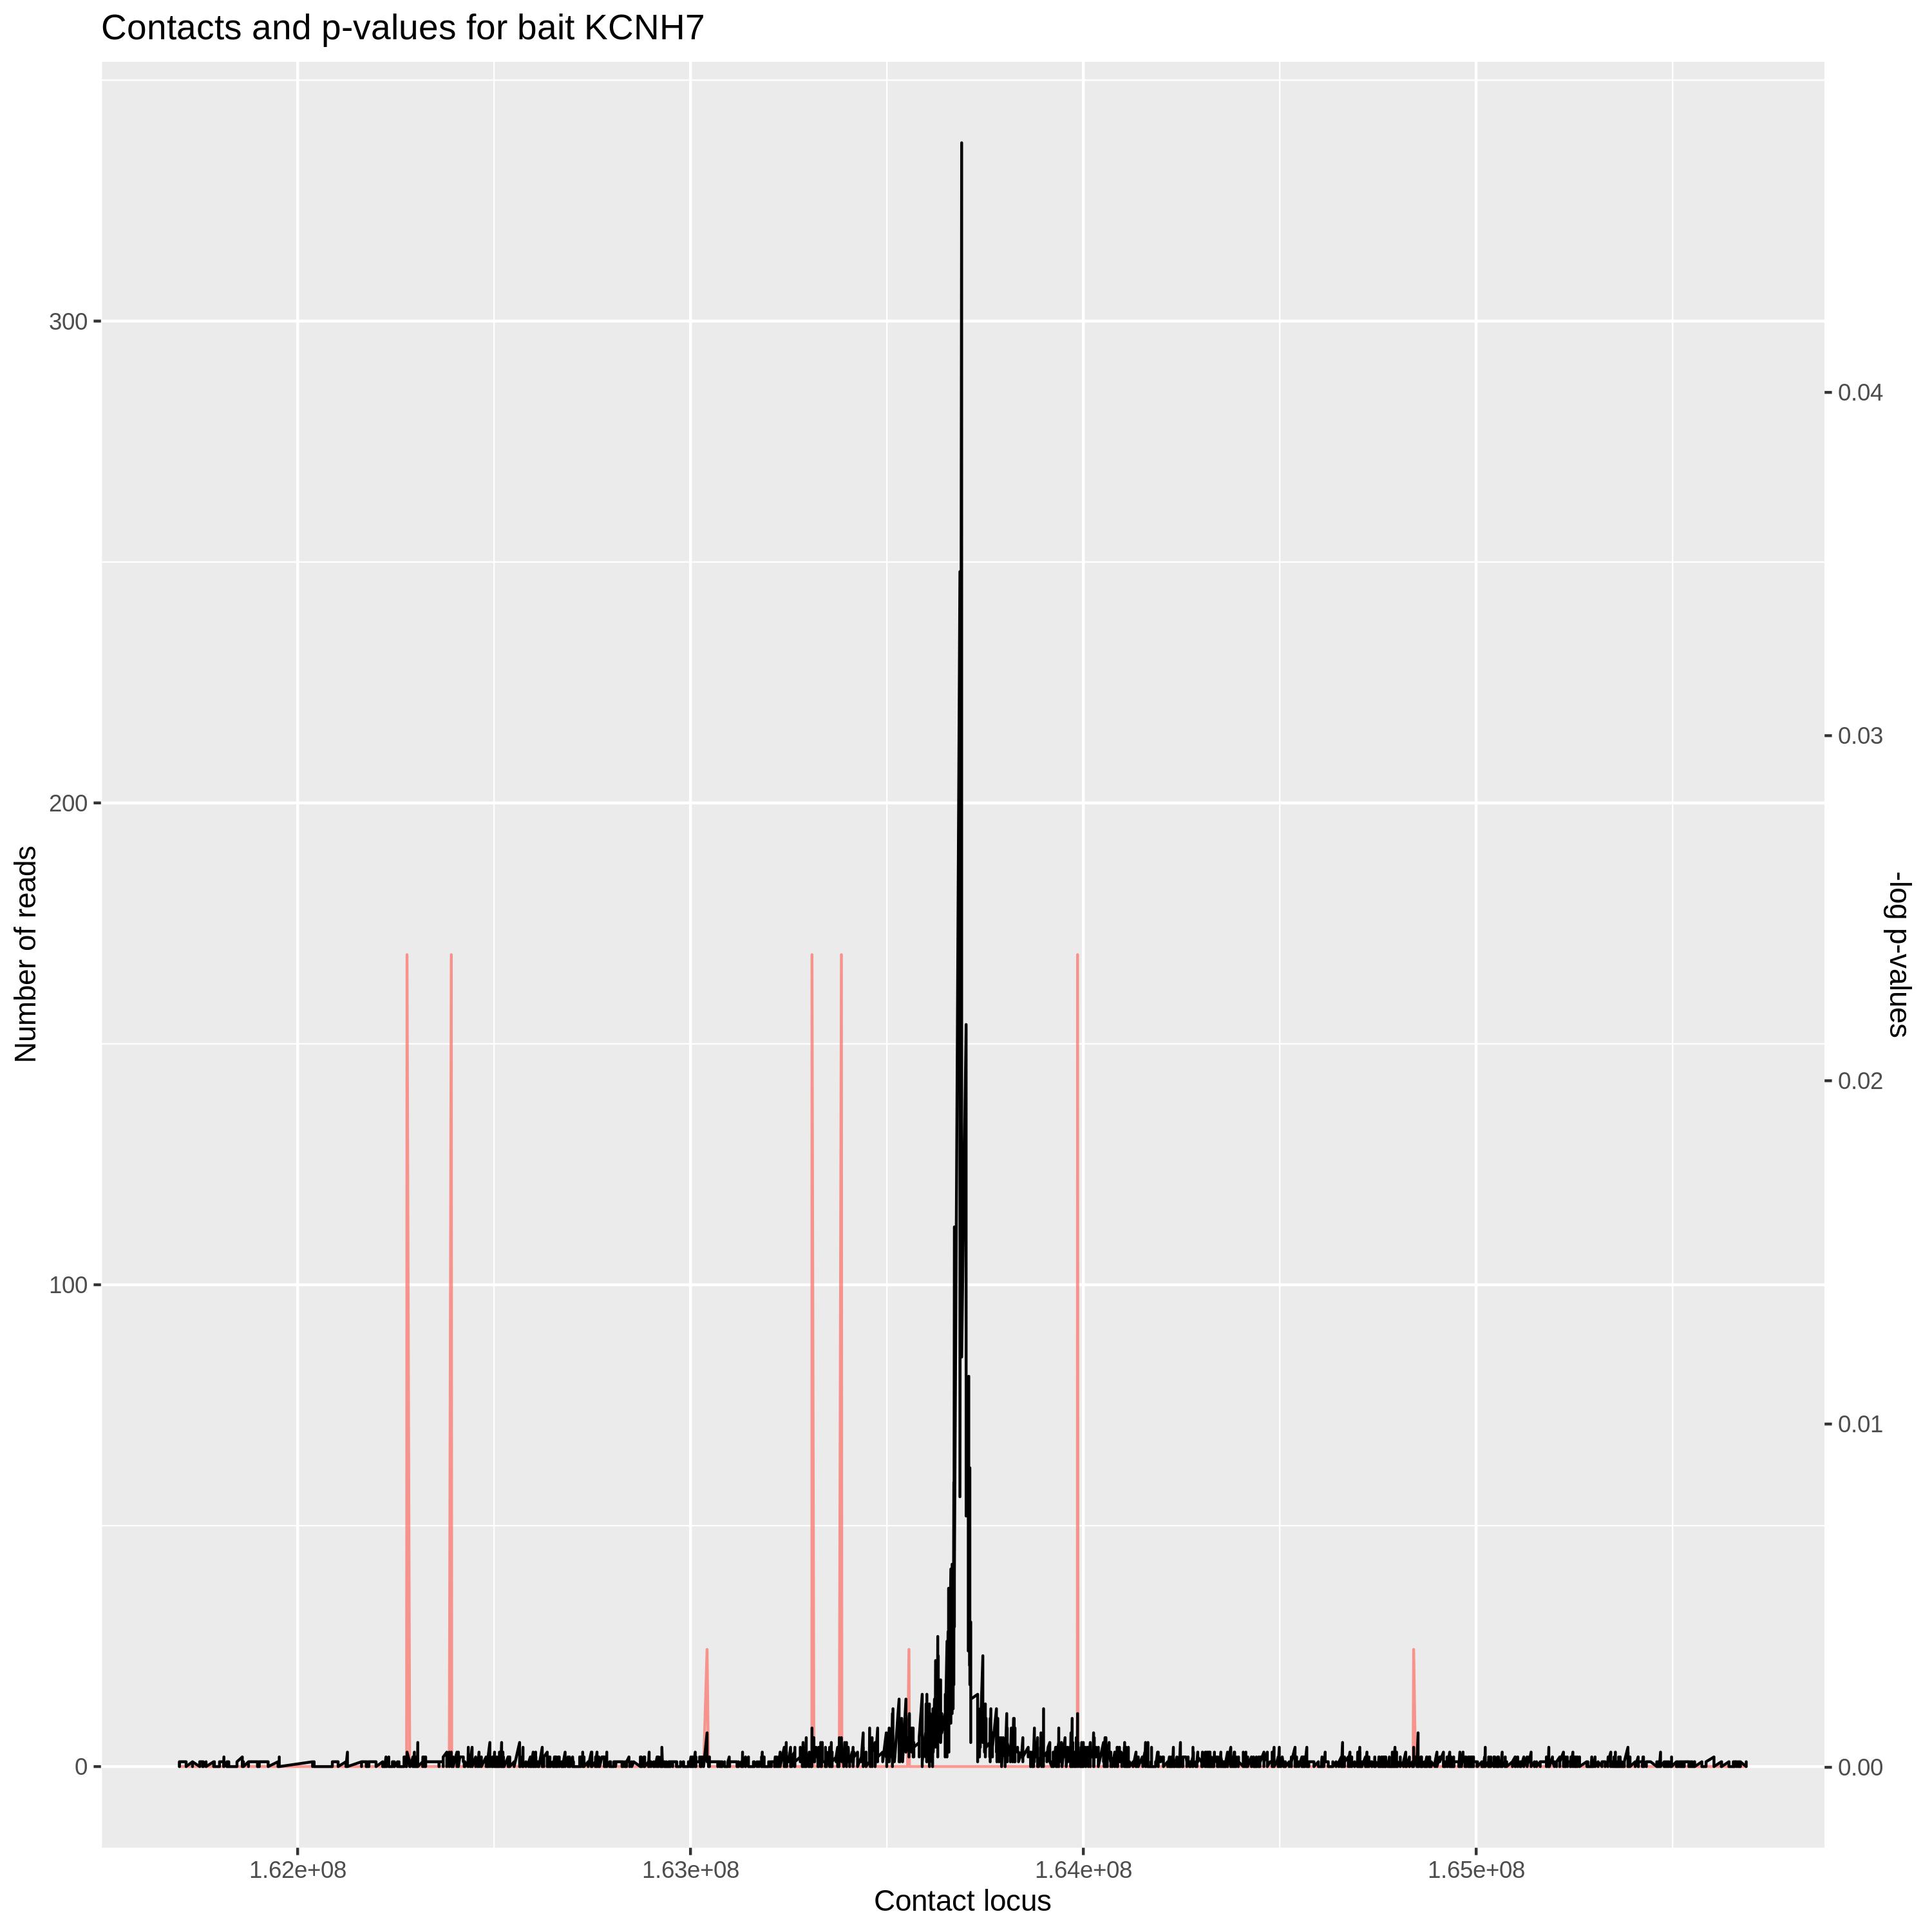 Contacts and p-values for bait KCNH7
300
200
100
0
Number of reads
0.04
0.03
0.02
0.01
0.00
-log p-values
1.62e+08
1.63e+08
1.64e+08
1.65e+08
Contact locus